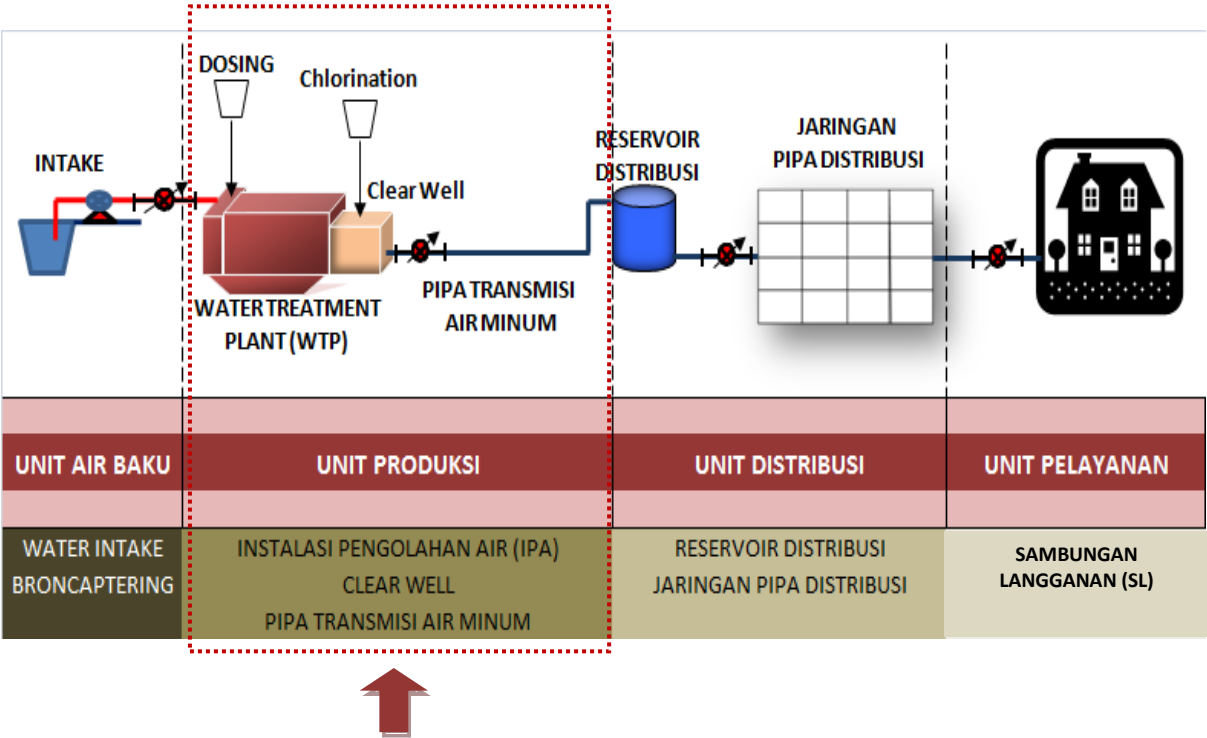 DOSING
Chlorination
INTAKE
Clear Well
WATER TREATMENT
PLANT (WTP)
PIPA TRANSMISI
AIR MINUM
RESERVOIR
DISTRIBUSI
JARINGAN
PIPA DISTRIBUSI
UNIT AIR BAKU
UNIT PRODUKSI
UNIT DISTRIBUSI
UNIT PELAYANAN
WATER INTAKE
BRONCAPTERING
INSTALASI PENGOLAHAN AIR (IPA)
CLEAR WELL
PIPA TRANSMISI AIR MINUM
RESERVOIR DISTRIBUSI
JARINGAN PIPA DISTRIBUSI
SAMBUNGAN
LANGGANAN (SL)